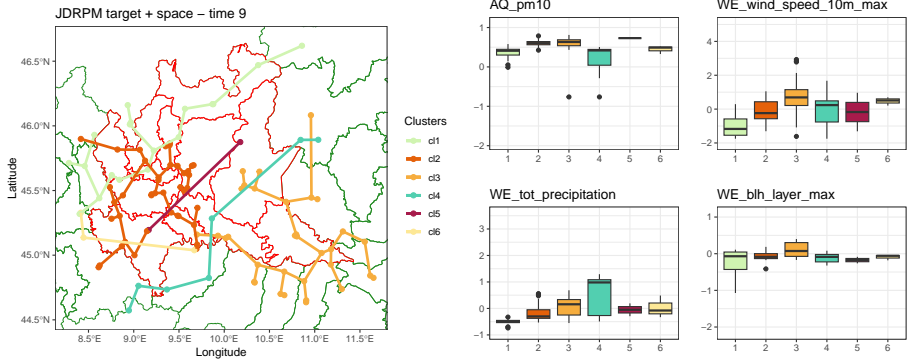 JDRPM target + space − time 9
46.5°N
46.0°N
45.5°N
45.0°N
44.5°N
Latitude
8.5°E 9.0°E 9.5°E 10.0°E 10.5°E 11.0°E 11.5°E
Longitude
Clusters
cl1
cl2
cl3
cl4
cl5
cl6
AQ_pm10
1
0
−1
−2
1 2 3 4 5 6
WE_wind_speed_10m_max
4
2
0
−2
1 2 3 4 5 6
WE_tot_precipitation
3
2
1
0
−1
1 2 3 4 5 6
WE_blh_layer_max
1
0
−1
−2
1 2 3 4 5 6